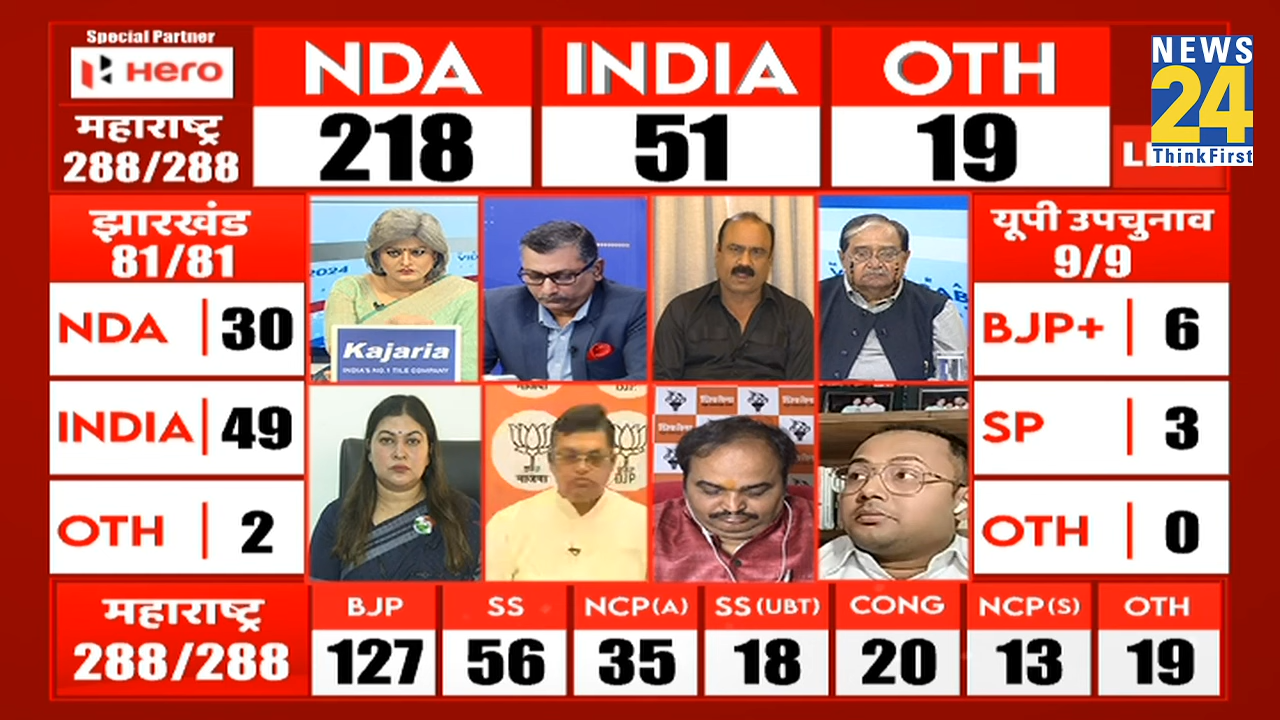 Special Partner
Hero
NDA
INDIA
OTH
महाराष्ट्र
288/288
218
51
19
NEWS
24
ThinkFirst
झारखंड
81/81
NDA 30
INDIA 49
OTH 2
2024
Kajaria
INDIA'S NO.1 TILE COMPANY
भाजपा
BJP
यूपी उपचुनाव
9/9
BJP+ 6
SP 3
OTH 0
महाराष्ट्र
288/288
BJP
SS
NCP(A)
SS(UBT)
CONG
NCP(S)
OTH
127
56
35
18
20
13
19